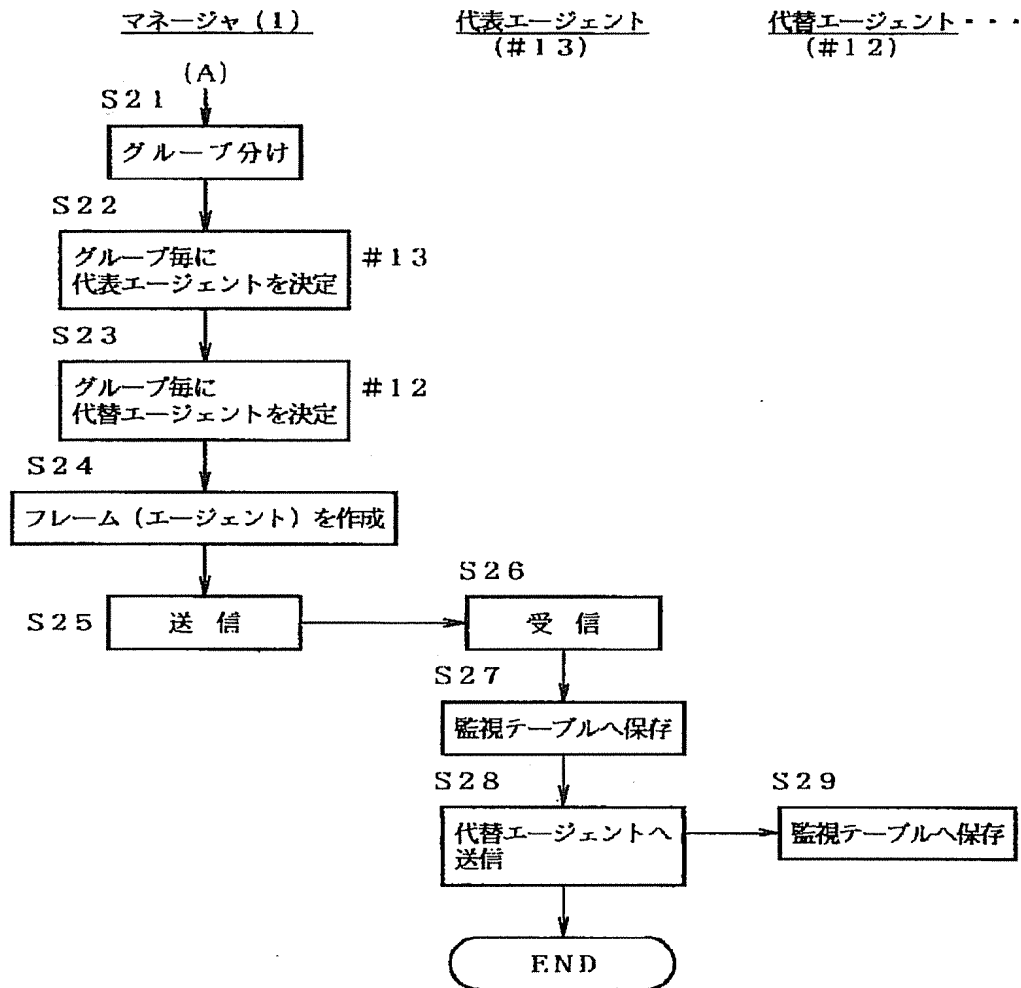 マネージャ(1)
代表エージェント
(#13)
代替エージェント・・・
(#12)
(A)
S21
グループ分け
S22
グループ毎に
代表エージェントを決定
#13
S23
グループ毎に
代替エージェントを決定
#12
S24
フレーム(エージェント)を作成
S25
送 信
S26
受 信
S27
監視テーブルへ保存
S28
代替エージェントへ
送信
S29
監視テーブルへ保存
END